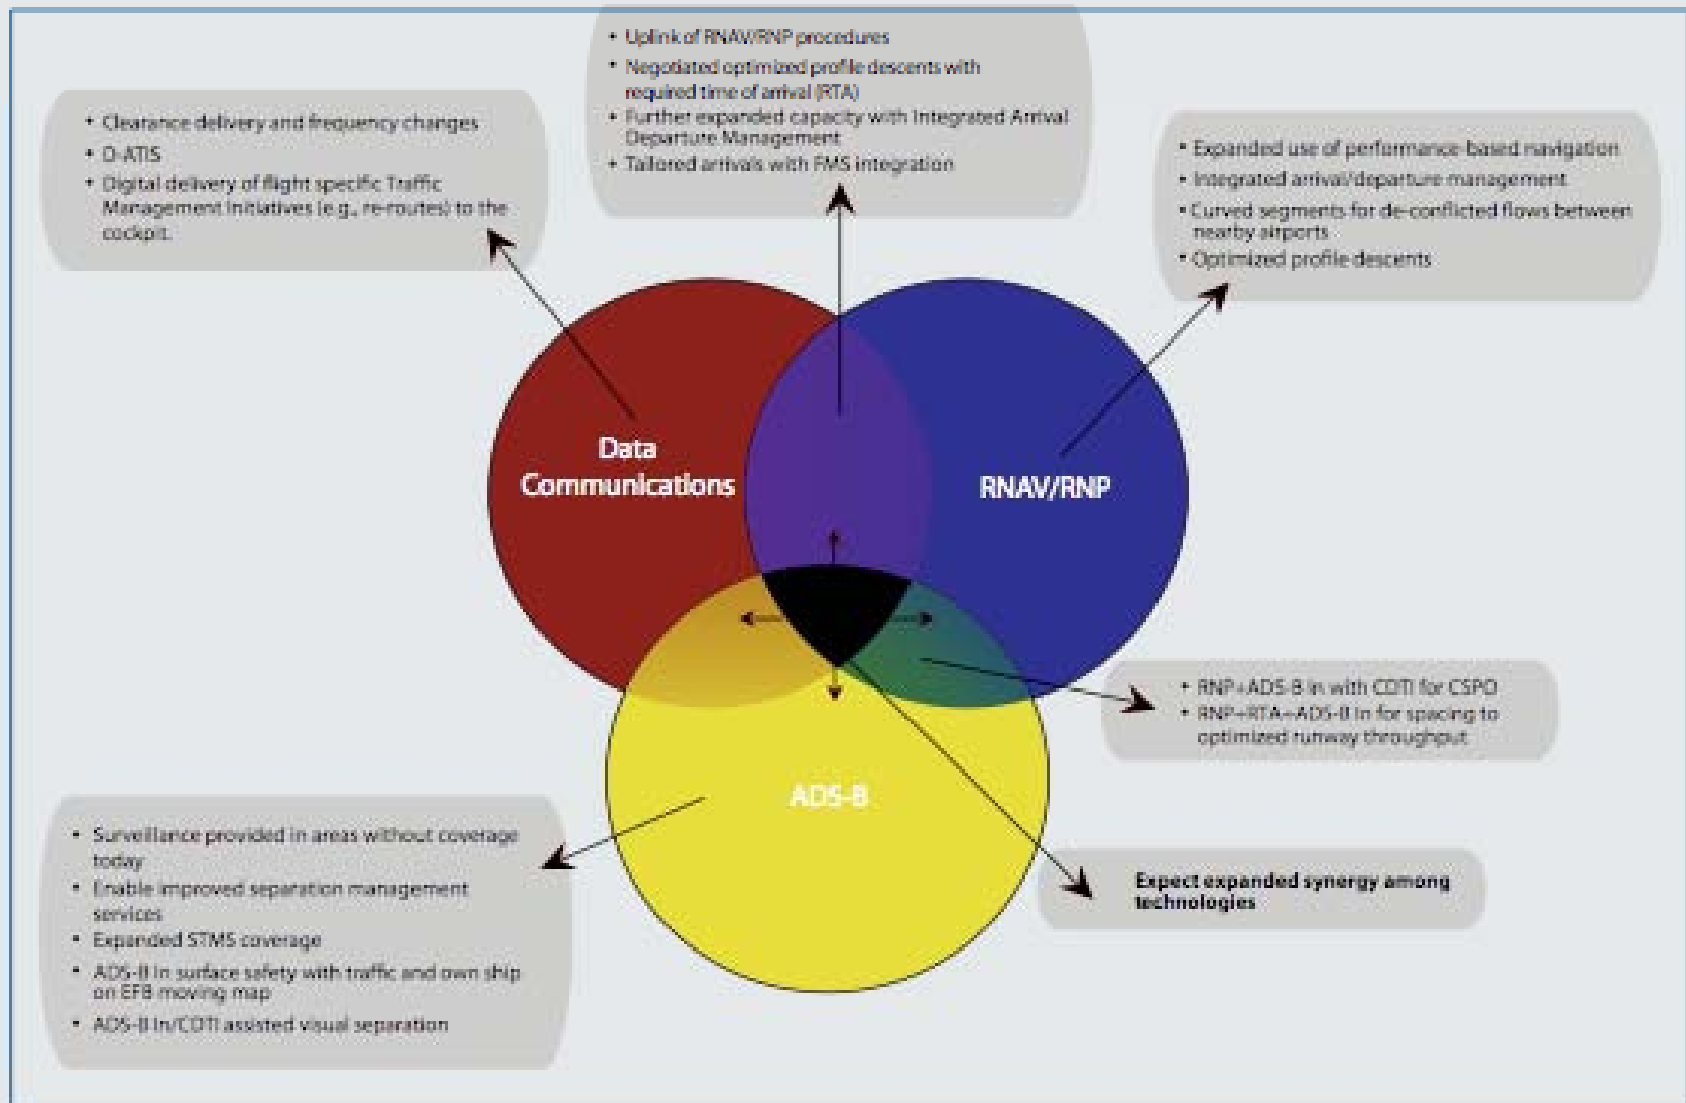 • Uplink of RNAV/RNP procedures
• Negotiated optimized profile descents with
required time of arrival (RTA)
• Further expanded capacity with Integrated Arrival
Departure Management
• Tailored arrivals with FMS integration
• Clearance delivery and frequency changes
• D-ATIS
• Digital delivery of flight specific Traffic
Management Initiatives (e.g., re-routes) to the
cockpit.
• Expanded use of performance-based navigation
• Integrated arrival/departure management
• Curved segments for de-conflicted flows between
nearby airports
• Optimized profile descents
Data
Communications
RNAV/RNP
• RNP+ADS-B In with CDTI for CSPO
• RNP+RTA+ADS-B In for spacing to
optimized runway throughput
ADS-B
• Surveillance provided in areas without coverage
today
• Enable improved separation management
services
• Expanded STMS coverage
• ADS-B In surface safety with traffic and own ship
on EFB moving map
• ADS-B In/CDTI assisted visual separation
Expect expanded synergy among
technologies